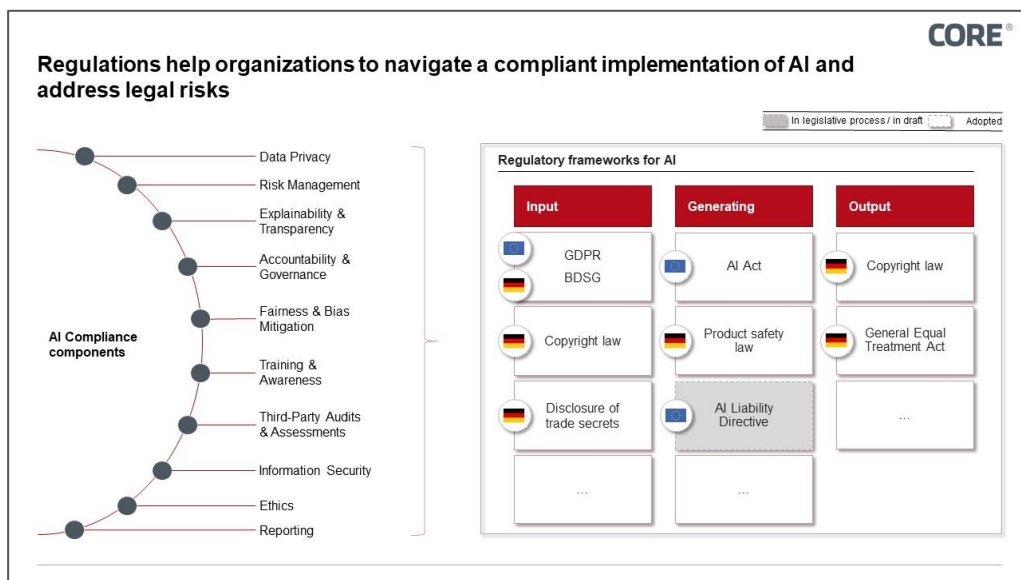 CORE®
Regulations help organizations to navigate a compliant implementation of AI and
address legal risks
In legislative process / in draft
Adopted
Data Privacy
Risk Management
Explainability &
Transparency
Accountability &
Governance
Fairness & Bias
Mitigation
AI Compliance
components
Training &
Awareness
Third-Party Audits
& Assessments
Information Security
Ethics
Reporting
Regulatory frameworks for AI
Input
Generating
Output
GDPR
BDSG
AI Act
Copyright law
Copyright law
Product safety
law
General Equal
Treatment Act
Disclosure of
trade secrets
AI Liability
Directive
...
...
...